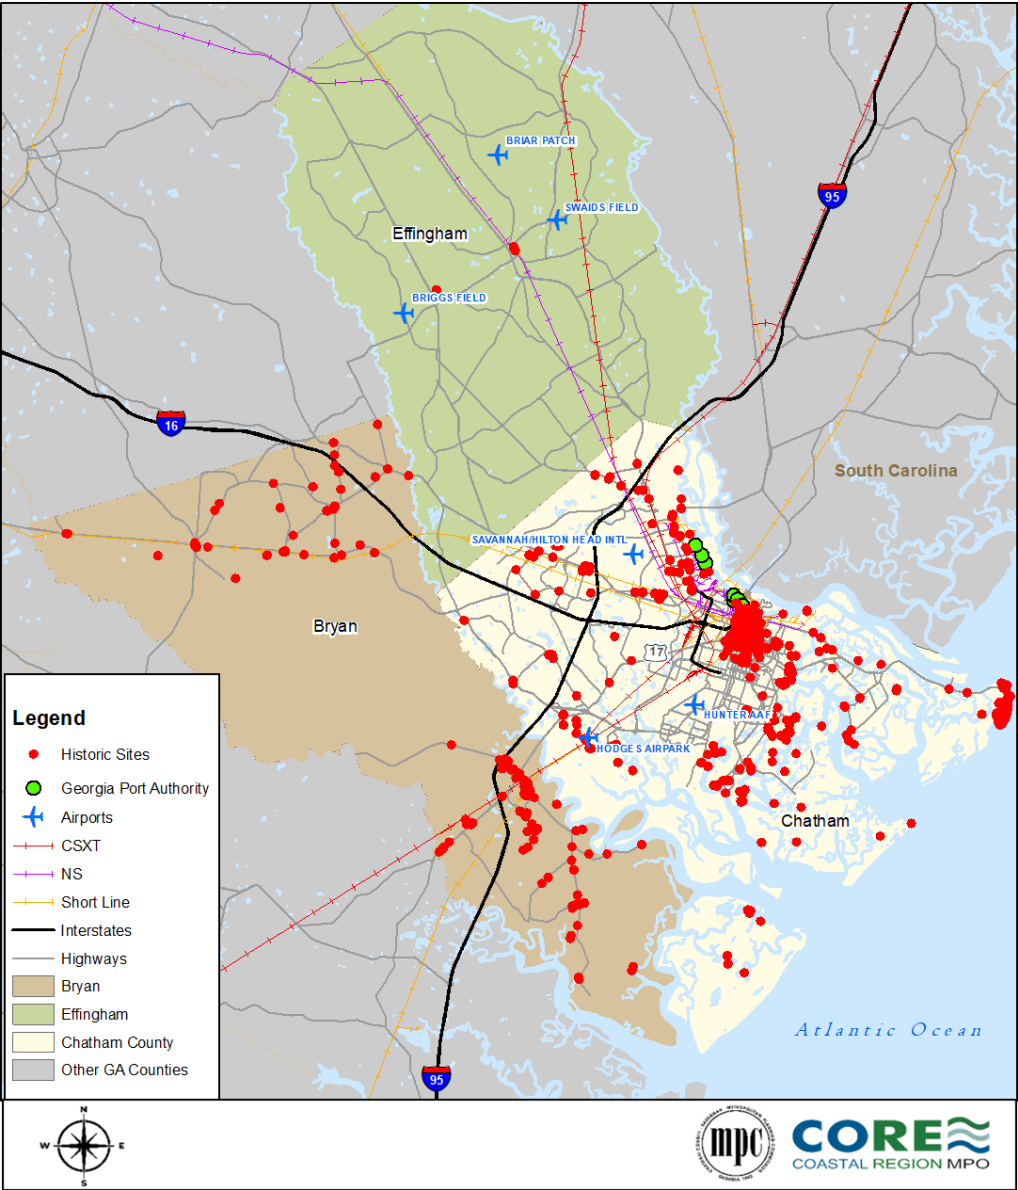 BRIAR PATCH
95
SWAIDS FIELD
Effingham
BRIGGS FIELD
16
South Carolina
SAVANNAH/HILTON HEAD INTL
Bryan
17
HUNTER AAF
HODGES AIRPARK
Chatham
Atlantic Ocean
95
Legend
Historic Sites
Georgia Port Authority
Airports
CSXT
NS
Short Line
Interstates
Highways
Bryan
Effingham
Chatham County
Other GA Counties
N
W E
S
mpc
CORE
COASTAL REGION MPO